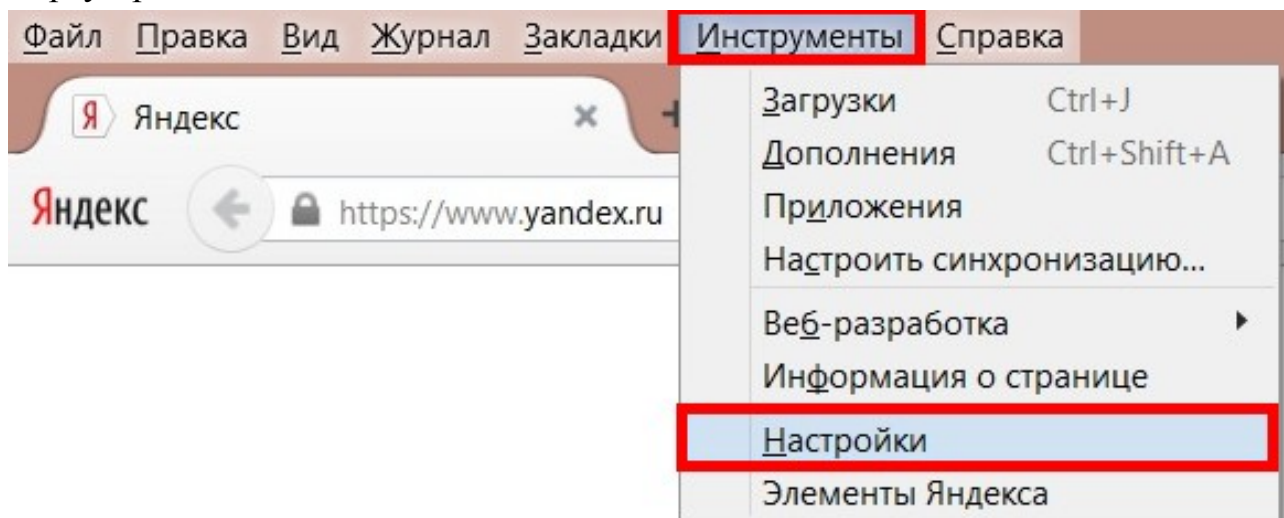 Файл Правка Вид Журнал Закладки Инструменты Справка
Я Яндекс
Загрузки Ctrl+J
Дополнения Ctrl+Shift+A
Яндекс https://www.yandex.ru
Приложения
Настроить синхронизацию...
Веб-разработка
Информация о странице
Настройки
Элементы Яндекса